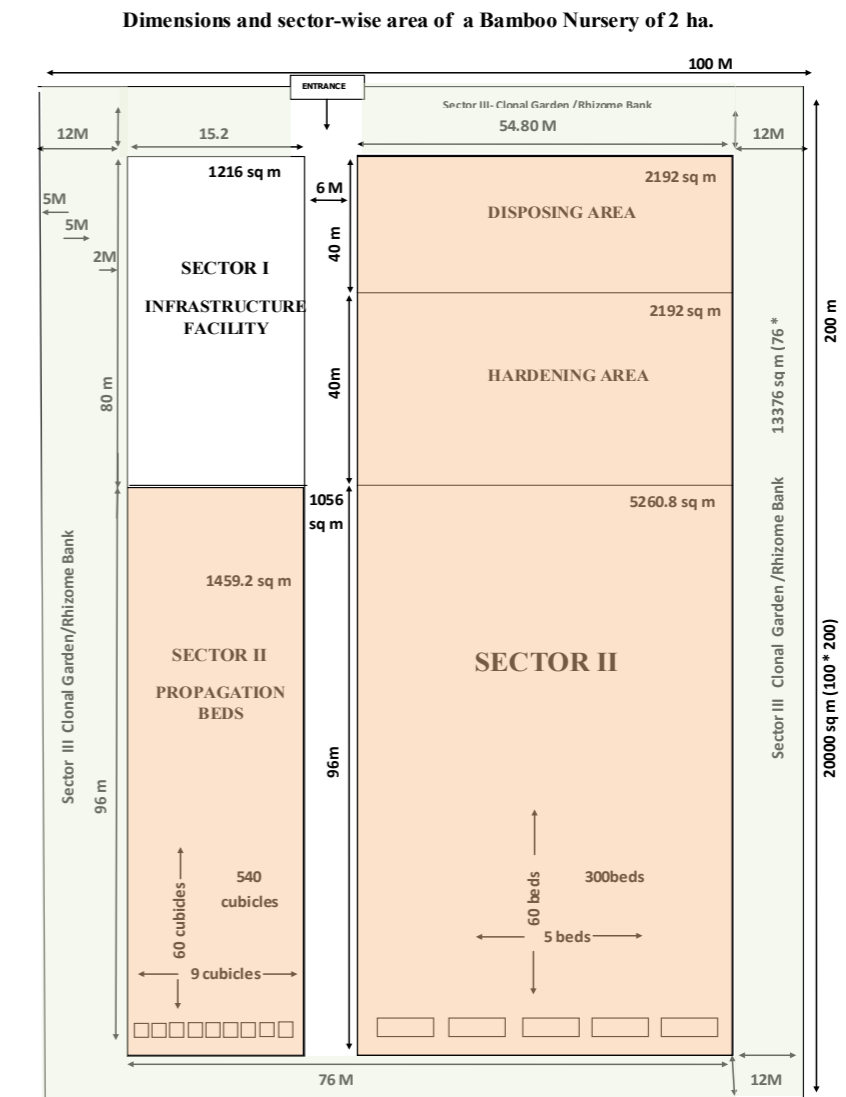 Dimensions and sector-wise area of a Bamboo Nursery of 2 ha.
100 M
ENTRANCE
Sector III- Clonal Garden /Rhizome Bank
12M
15.2
54.80 M
12M
1216 sq m
6 M
2192 sq m
5M
5M
2M
DISPOSING AREA
40 m
SECTOR I
INFRASTRUCTURE
FACILITY
2192 sq m
200 m
13376 sq m (76 *
80 m
40m
HARDENING AREA
1056
sq m
5260.8 sq m
1459.2 sq m
SECTOR II
PROPAGATION
BEDS
SECTOR II
Sector III Clonal Garden/Rhizome Bank
Sector III Clonal Garden /Rhizome Bank
20000 sq m (100 * 200)
96 m
96m
540
cubicles
60 cubicles
9 cubicles
60 beds
300beds
5 beds
76 M
12M